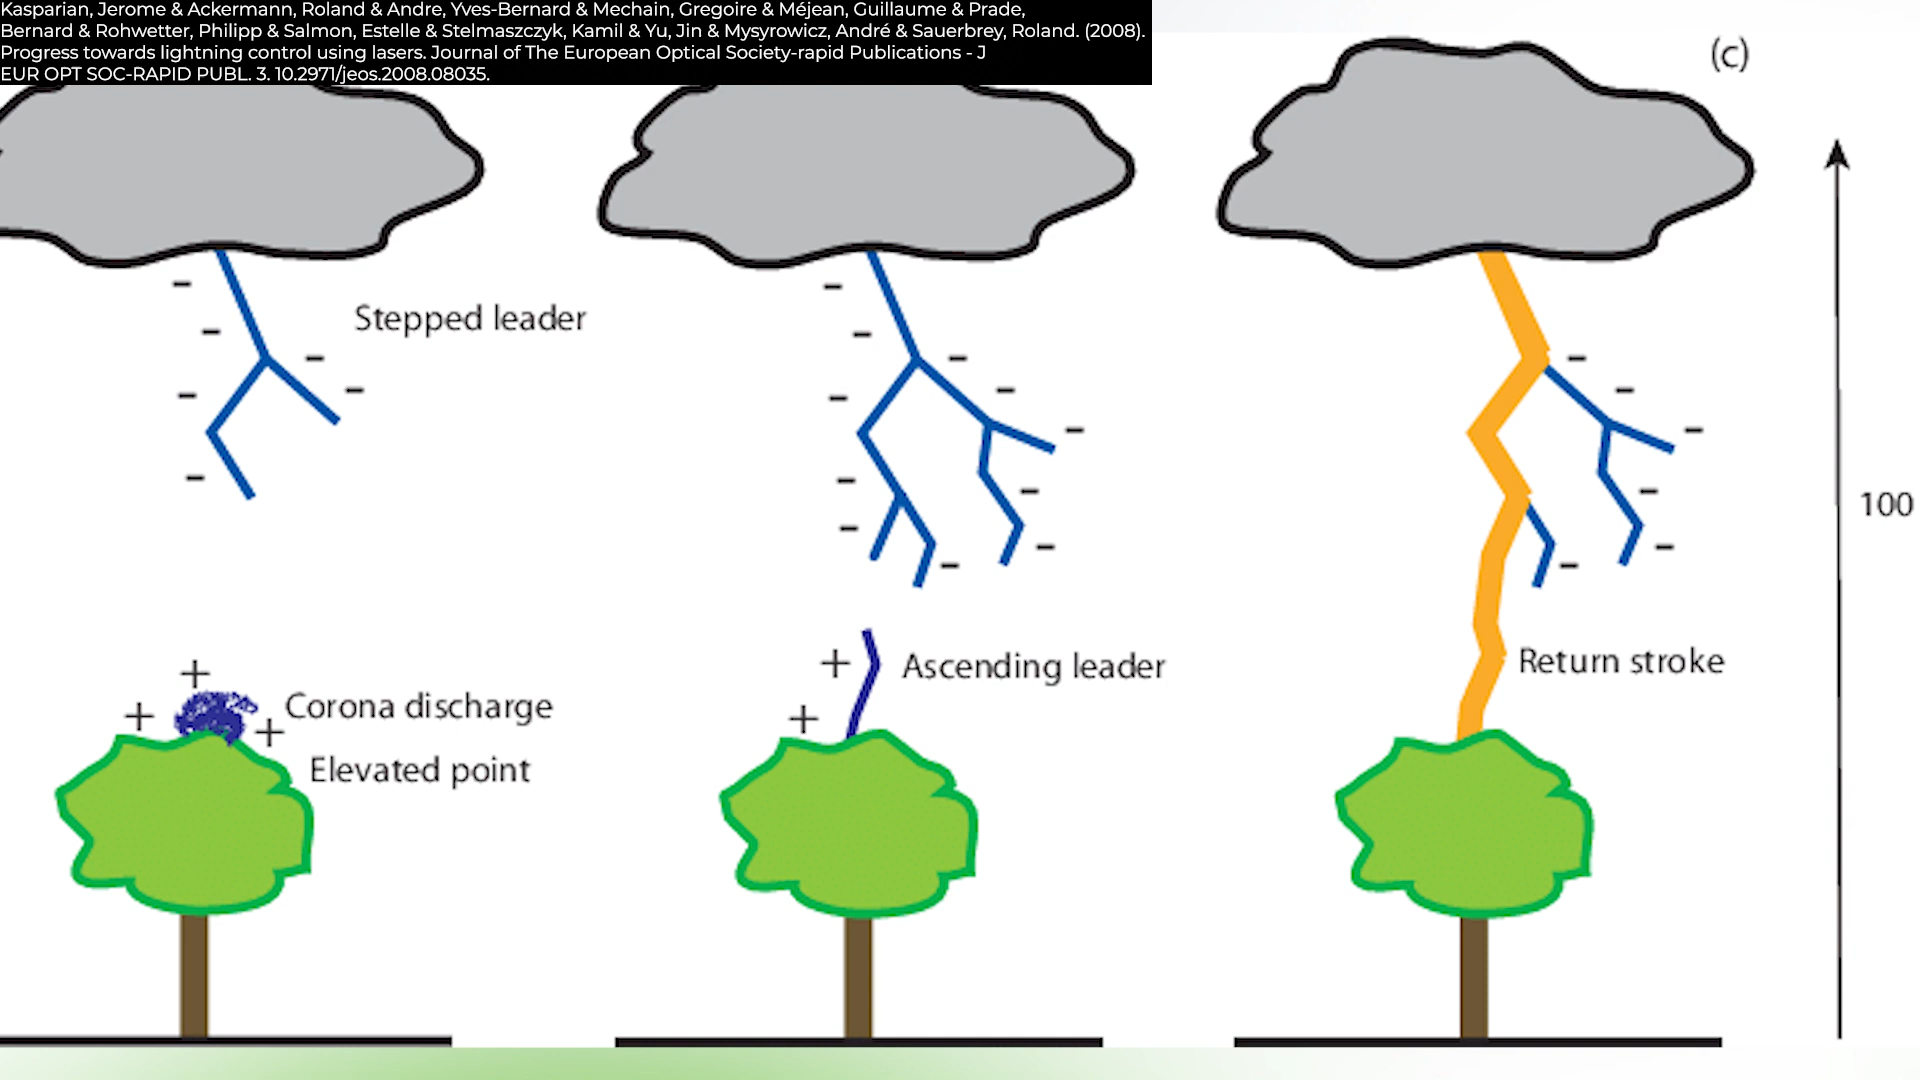 Kasparian, Jerome & Ackermann, Roland & Andre, Yves-Bernard & Mechain, Gregoire & Méjean, Guillaume & Prade,
Bernard & Rohwetter, Philipp & Salmon, Estelle & Stelmaszczyk, Kamil & Yu, Jin & Mysyrowicz, André & Sauerbrey, Roland. (2008).
Progress towards lightning control using lasers. Journal of The European Optical Society-rapid Publications - J
EUR OPT SOC-RAPID PUBL. 3. 10.2971/jeos.2008.08035.
(c)
Stepped leader
Corona discharge
Elevated point
Ascending leader
Return stroke
100